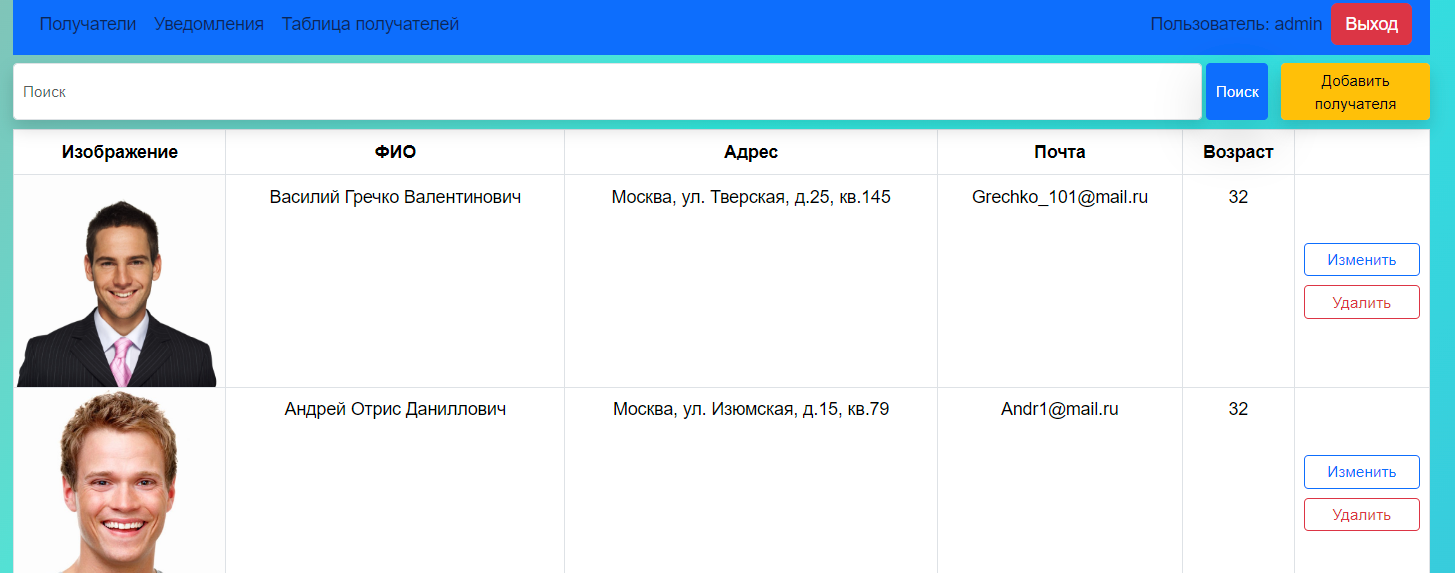 Получатели Уведомления Таблица получателей Пользователь: admin Выход
Поиск Поиск Добавить
получателя
Изображение ФИО Адрес Почта Возраст
Василий Гречко Валентинович Москва, ул. Тверская, д.25, кв.145 Grechko_101@mail.ru 32
Изменить
Удалить
Андрей Отрис Даниллович Москва, ул. Изюмская, д.15, кв.79 Andr1@mail.ru 32
Изменить
Удалить